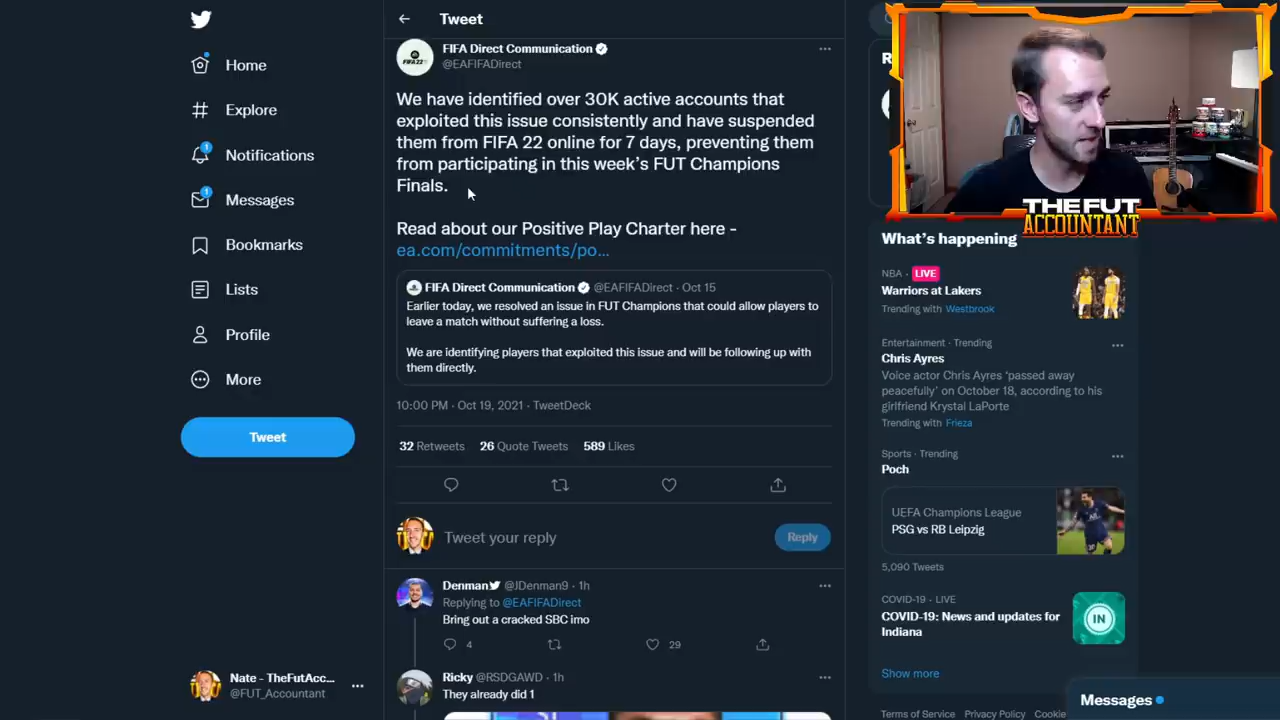 Tweet
FIFA Direct Communication
@EAFIFADirect
We have identified over 30K active accounts that
exploited this issue consistently and have suspended
them from FIFA 22 online for 7 days, preventing them
from participating in this week's FUT Champions
Finals.
Read about our Positive Play Charter here -
ea.com/commitments/po...
FIFA Direct Communication @EAFIFADirect · Oct 15
Earlier today, we resolved an issue in FUT Champions that could allow players to
leave a match without suffering a loss.
We are identifying players that exploited this issue and will be following up with
them directly.
10:00 PM · Oct 19, 2021 · TweetDeck
32 Retweets 26 Quote Tweets 589 Likes
Tweet your reply
Reply
Denman @JDenman9 · 1h
Replying to @EAFIFADirect
Bring out a cracked SBC imo
4 29
Ricky @RSDGAWD · 1h
They already did 1
Home
Explore
1
Notifications
1
Messages
Bookmarks
Lists
Profile
More
Tweet
Nate - TheFutAcc...
@FUT_Accountant
THE FUT
ACCOUNTANT
What's happening
NBA · LIVE
Warriors at Lakers
Trending with Westbrook
Entertainment · Trending
Chris Ayres
Voice actor Chris Ayres 'passed away
peacefully' on October 18, according to his
girlfriend Krystal LaPorte
Trending with Frieza
Sports · Trending
Poch
UEFA Champions League
PSG vs RB Leipzig
5,090 Tweets
COVID-19 · LIVE
COVID-19: News and updates for
Indiana
IN
Show more
Terms of Service Privacy Policy Cookie
Messages